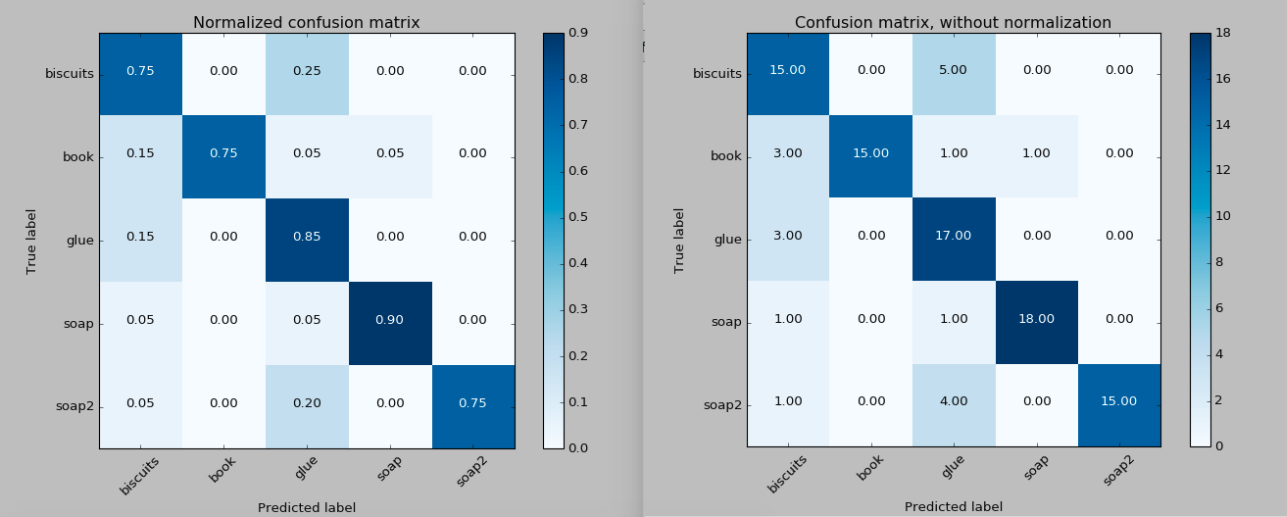 Normalized confusion matrix
biscuits 0.75 0.00 0.25 0.00 0.00
book 0.15 0.75 0.05 0.05 0.00
glue 0.15 0.00 0.85 0.00 0.00
soap 0.05 0.00 0.05 0.90 0.00
soap2 0.05 0.00 0.20 0.00 0.75
True label
biscuits book glue soap soap2
Predicted label
0.9
0.8
0.7
0.6
0.5
0.4
0.3
0.2
0.1
0.0
Confusion matrix, without normalization
biscuits 15.00 0.00 5.00 0.00 0.00
book 3.00 15.00 1.00 1.00 0.00
glue 3.00 0.00 17.00 0.00 0.00
soap 1.00 0.00 1.00 18.00 0.00
soap2 1.00 0.00 4.00 0.00 15.00
True label
biscuits book glue soap soap2
Predicted label
18
16
14
12
10
8
6
4
2
0